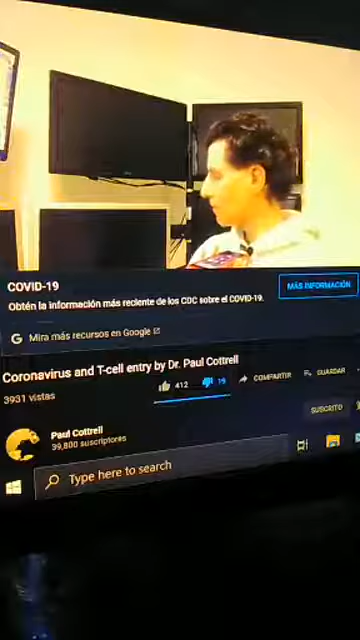 COVID-19
MÁS INFORMACIÓN
Obtén la información más reciente de los CDC sobre el COVID-19.
Mira más recursos en Google
Coronavirus and T-cell entry by Dr. Paul Cottrell
3931 vistas
412
19
COMPARTIR
GUARDAR
Paul Cottrell
39,800 suscriptores
SUSCRITO
Type here to search